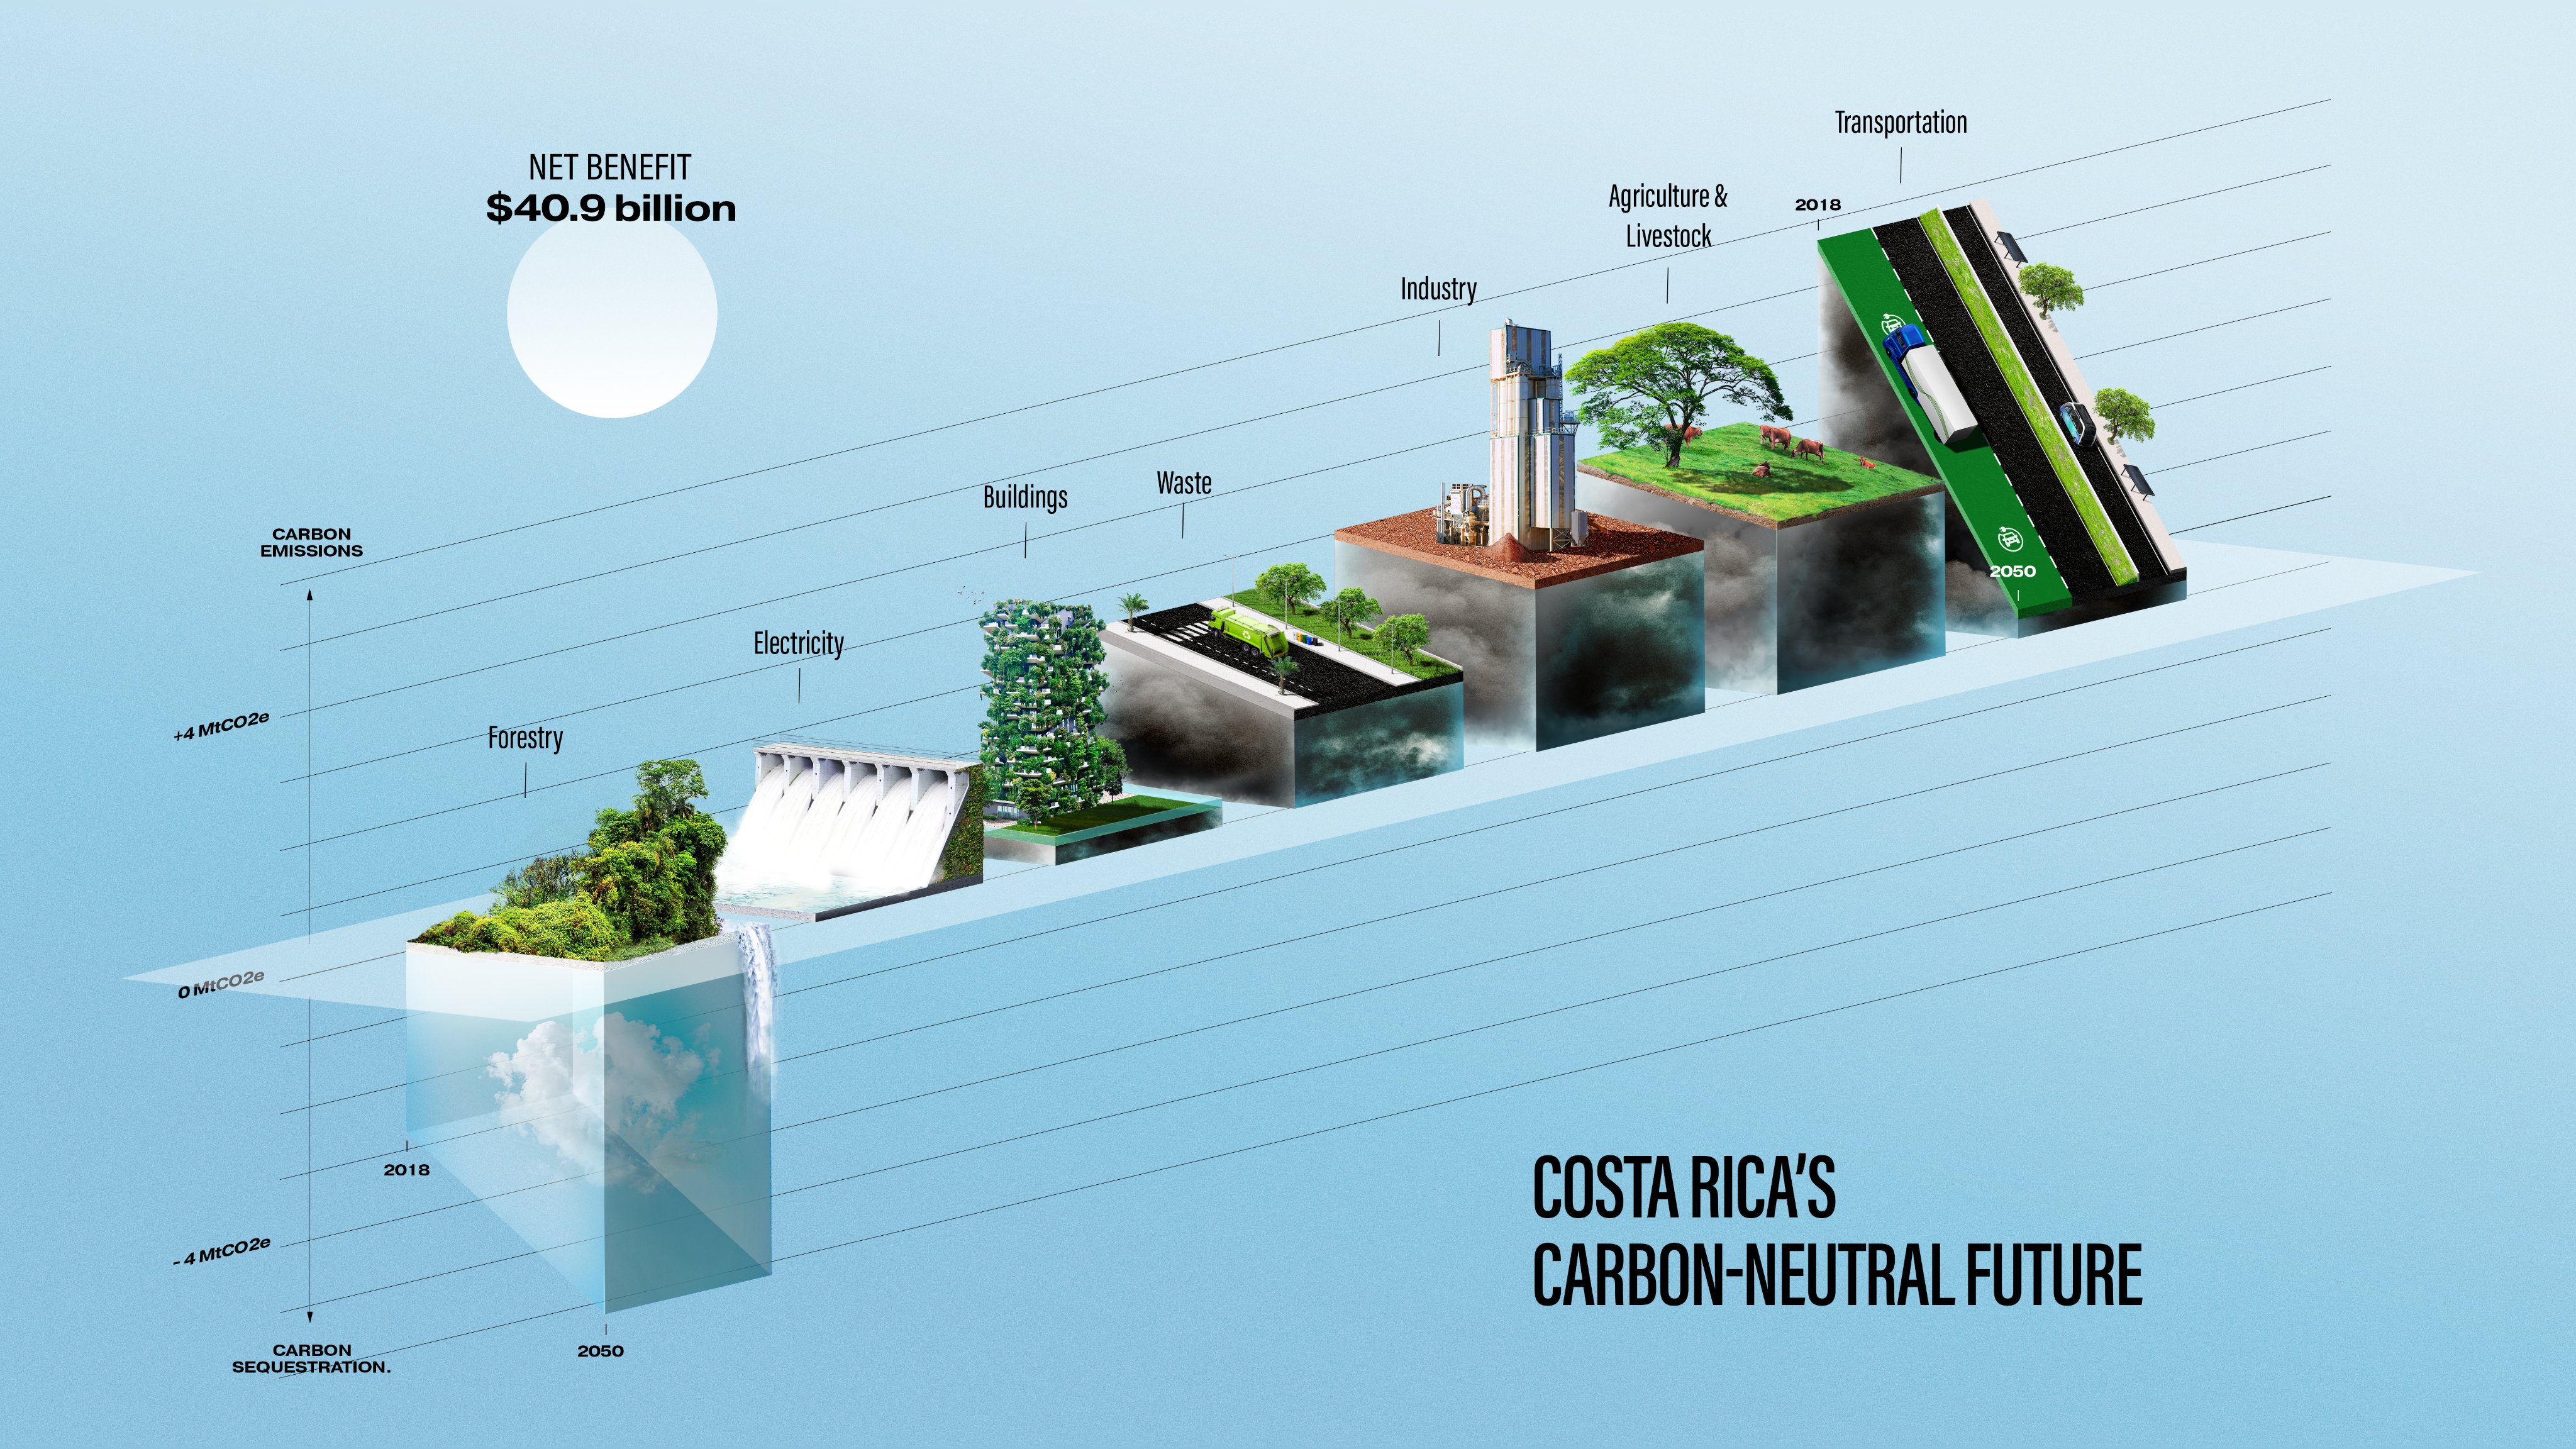 Transportation
NET BENEFIT
$40.9 billion
Agriculture &
Livestock
2018
Industry
Buildings
Waste
CARBON
EMISSIONS
2050
Electricity
+4 MtCO2e
Forestry
0 MtCO2e
2018
- 4 MtCO2e
COSTA RICA'S
CARBON-NEUTRAL FUTURE
CARBON
SEQUESTRATION.
2050